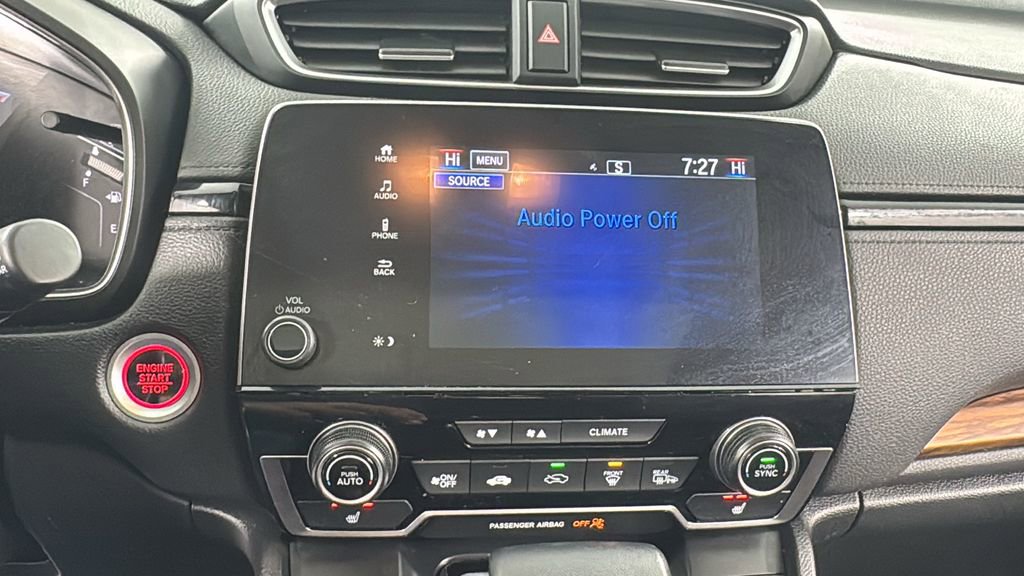 Hi MENU S 7:27 Hi
SOURCE
Audio Power Off
HOME
AUDIO
PHONE
BACK
VOL
AUDIO
F
E
ENGINE
START
STOP
CLIMATE
PUSH
AUTO
ON/
OFF
FRONT
REAR
PUSH
SYNC
PASSENGER AIRBAG OFF